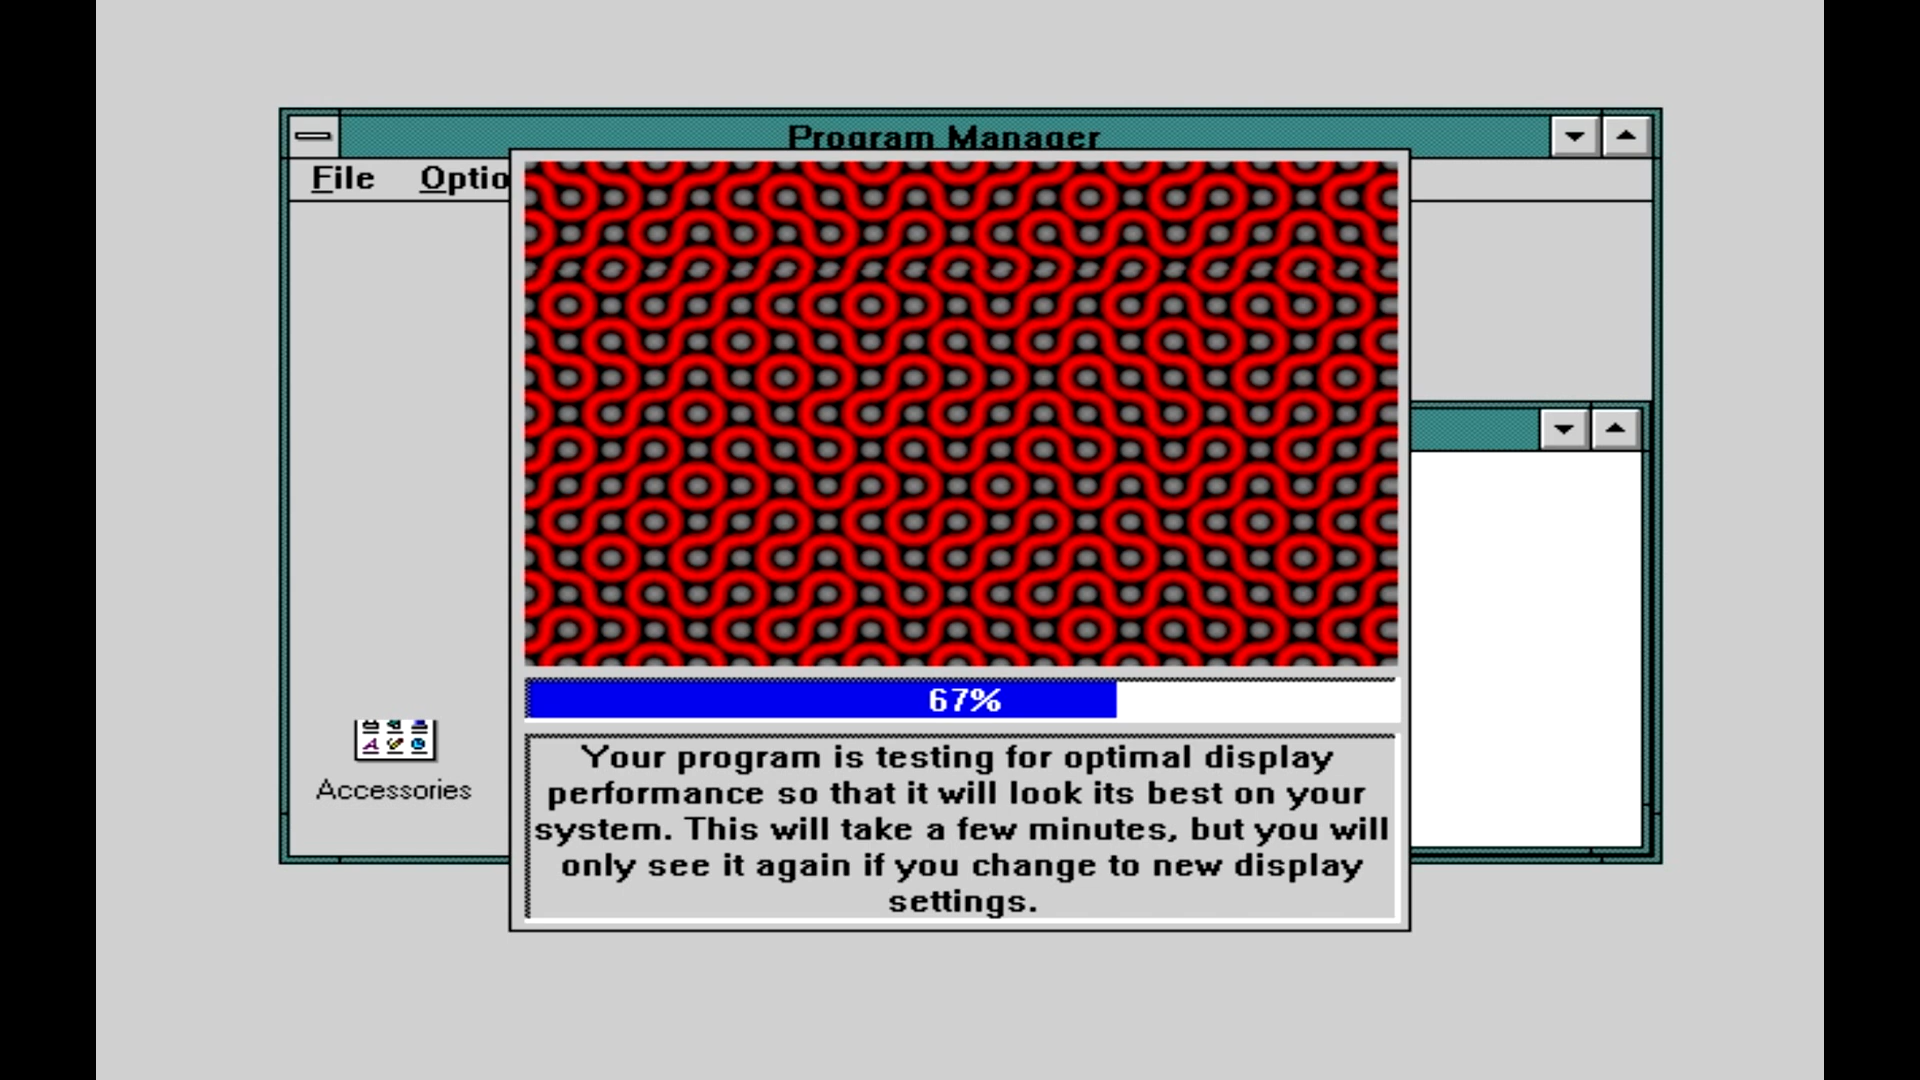 Program Manager
File Optio
67%
Your program is testing for optimal display
performance so that it will look its best on your
system. This will take a few minutes, but you will
only see it again if you change to new display
settings.
Accessories